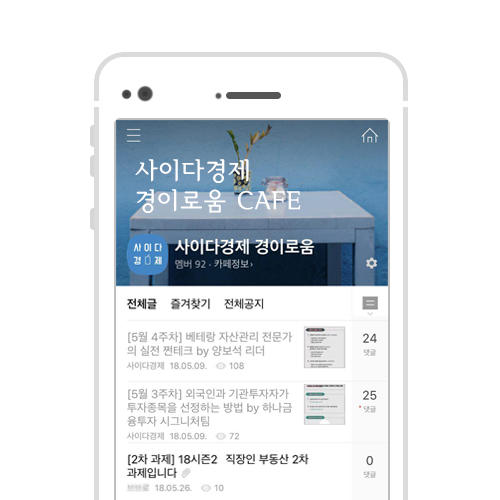 사이다경제
경이로움 CAFE
사이다
경제
사이다경제 경이로움
멤버 92 · 카페정보 ›
전체글 즐겨찾기 전체공지
[5월 4주차] 베테랑 자산관리 전문가
의 실전 쩐테크 by 양보석 리더
사이다경제 18.05.09. 108
24
댓글
[5월 3주차] 외국인과 기관투자자가
투자종목을 선정하는 방법 by 하나금
융투자 시그니처팀
사이다경제 18.05.09. 72
25
댓글
[2차 과제] 18시즌2 직장인 부동산 2차
과제입니다
18.05.26. 10
0
댓글